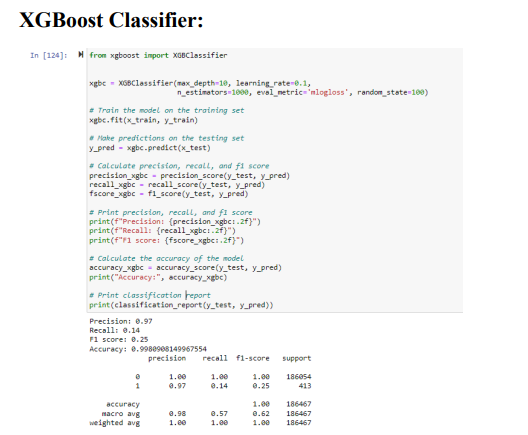 XGBoost Classifier:
In [124]: from xgboost import XGBClassifier
xgbc = XGBClassifier(max_depth=10, learning_rate=0.1,
n_estimators=1000, eval_metric='mlogloss', random_state=100)
# Train the model on the training set
xgbc.fit(x_train, y_train)
# Make predictions on the testing set
y_pred = xgbc.predict(x_test)
# Calculate precision, recall, and f1 score
precision_xgbc = precision_score(y_test, y_pred)
recall_xgbc = recall_score(y_test, y_pred)
fscore_xgbc = f1_score(y_test, y_pred)
# Print precision, recall, and f1 score
print(f"Precision: {precision_xgbc:.2f}")
print(f"Recall: {recall_xgbc:.2f}")
print(f"F1 score: {fscore_xgbc:.2f}")
# Calculate the accuracy of the model
accuracy_xgbc = accuracy_score(y_test, y_pred)
print("Accuracy:", accuracy_xgbc)
# Print classification report
print(classification_report(y_test, y_pred))
Precision: 0.97
Recall: 0.14
F1 score: 0.25
Accuracy: 0.9980908149967554
precision recall f1-score support
0 1.00 1.00 1.00 186054
1 0.97 0.14 0.25 413
accuracy 1.00 186467
macro avg 0.98 0.57 0.62 186467
weighted avg 1.00 1.00 1.00 186467